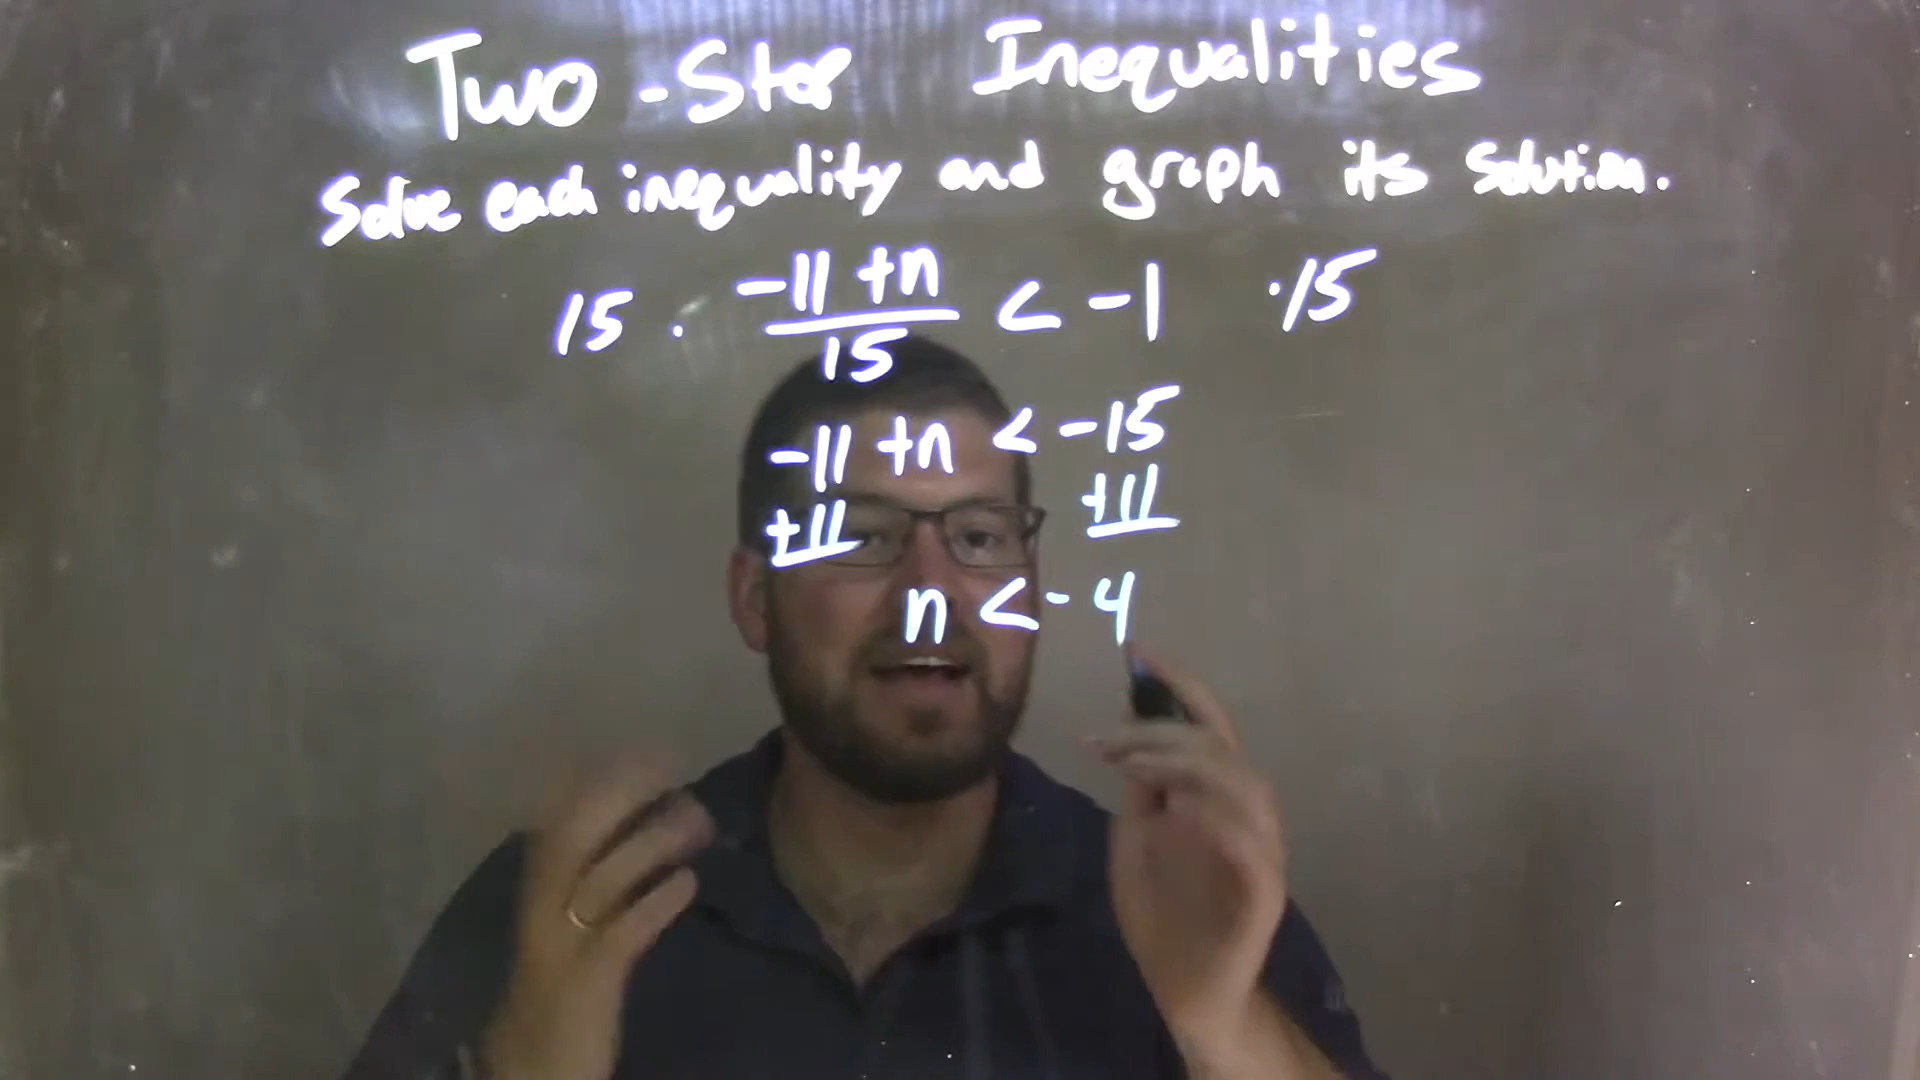 Two-Step Inequalities
Solve each inequality and graph its solution.
15 · (-11 + n)/15 < -1 ·15
-11 + n < -15
+11 +11
n < -4